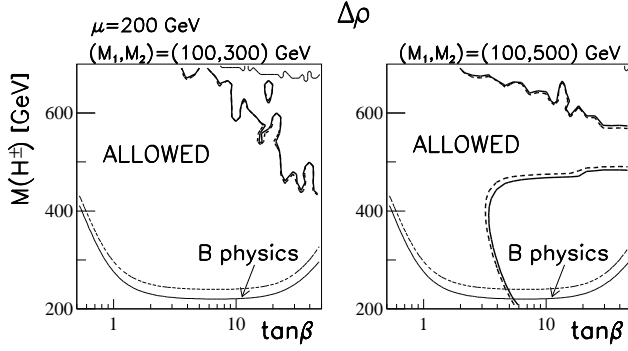 Δρ
μ=200 GeV
(M₁,M₂)=(100,300) GeV
(M₁,M₂)=(100,500) GeV
M(H±) [GeV]
600
400
200
ALLOWED
B physics
1
10
tanβ
600
400
200
ALLOWED
B physics
1
10
tanβ